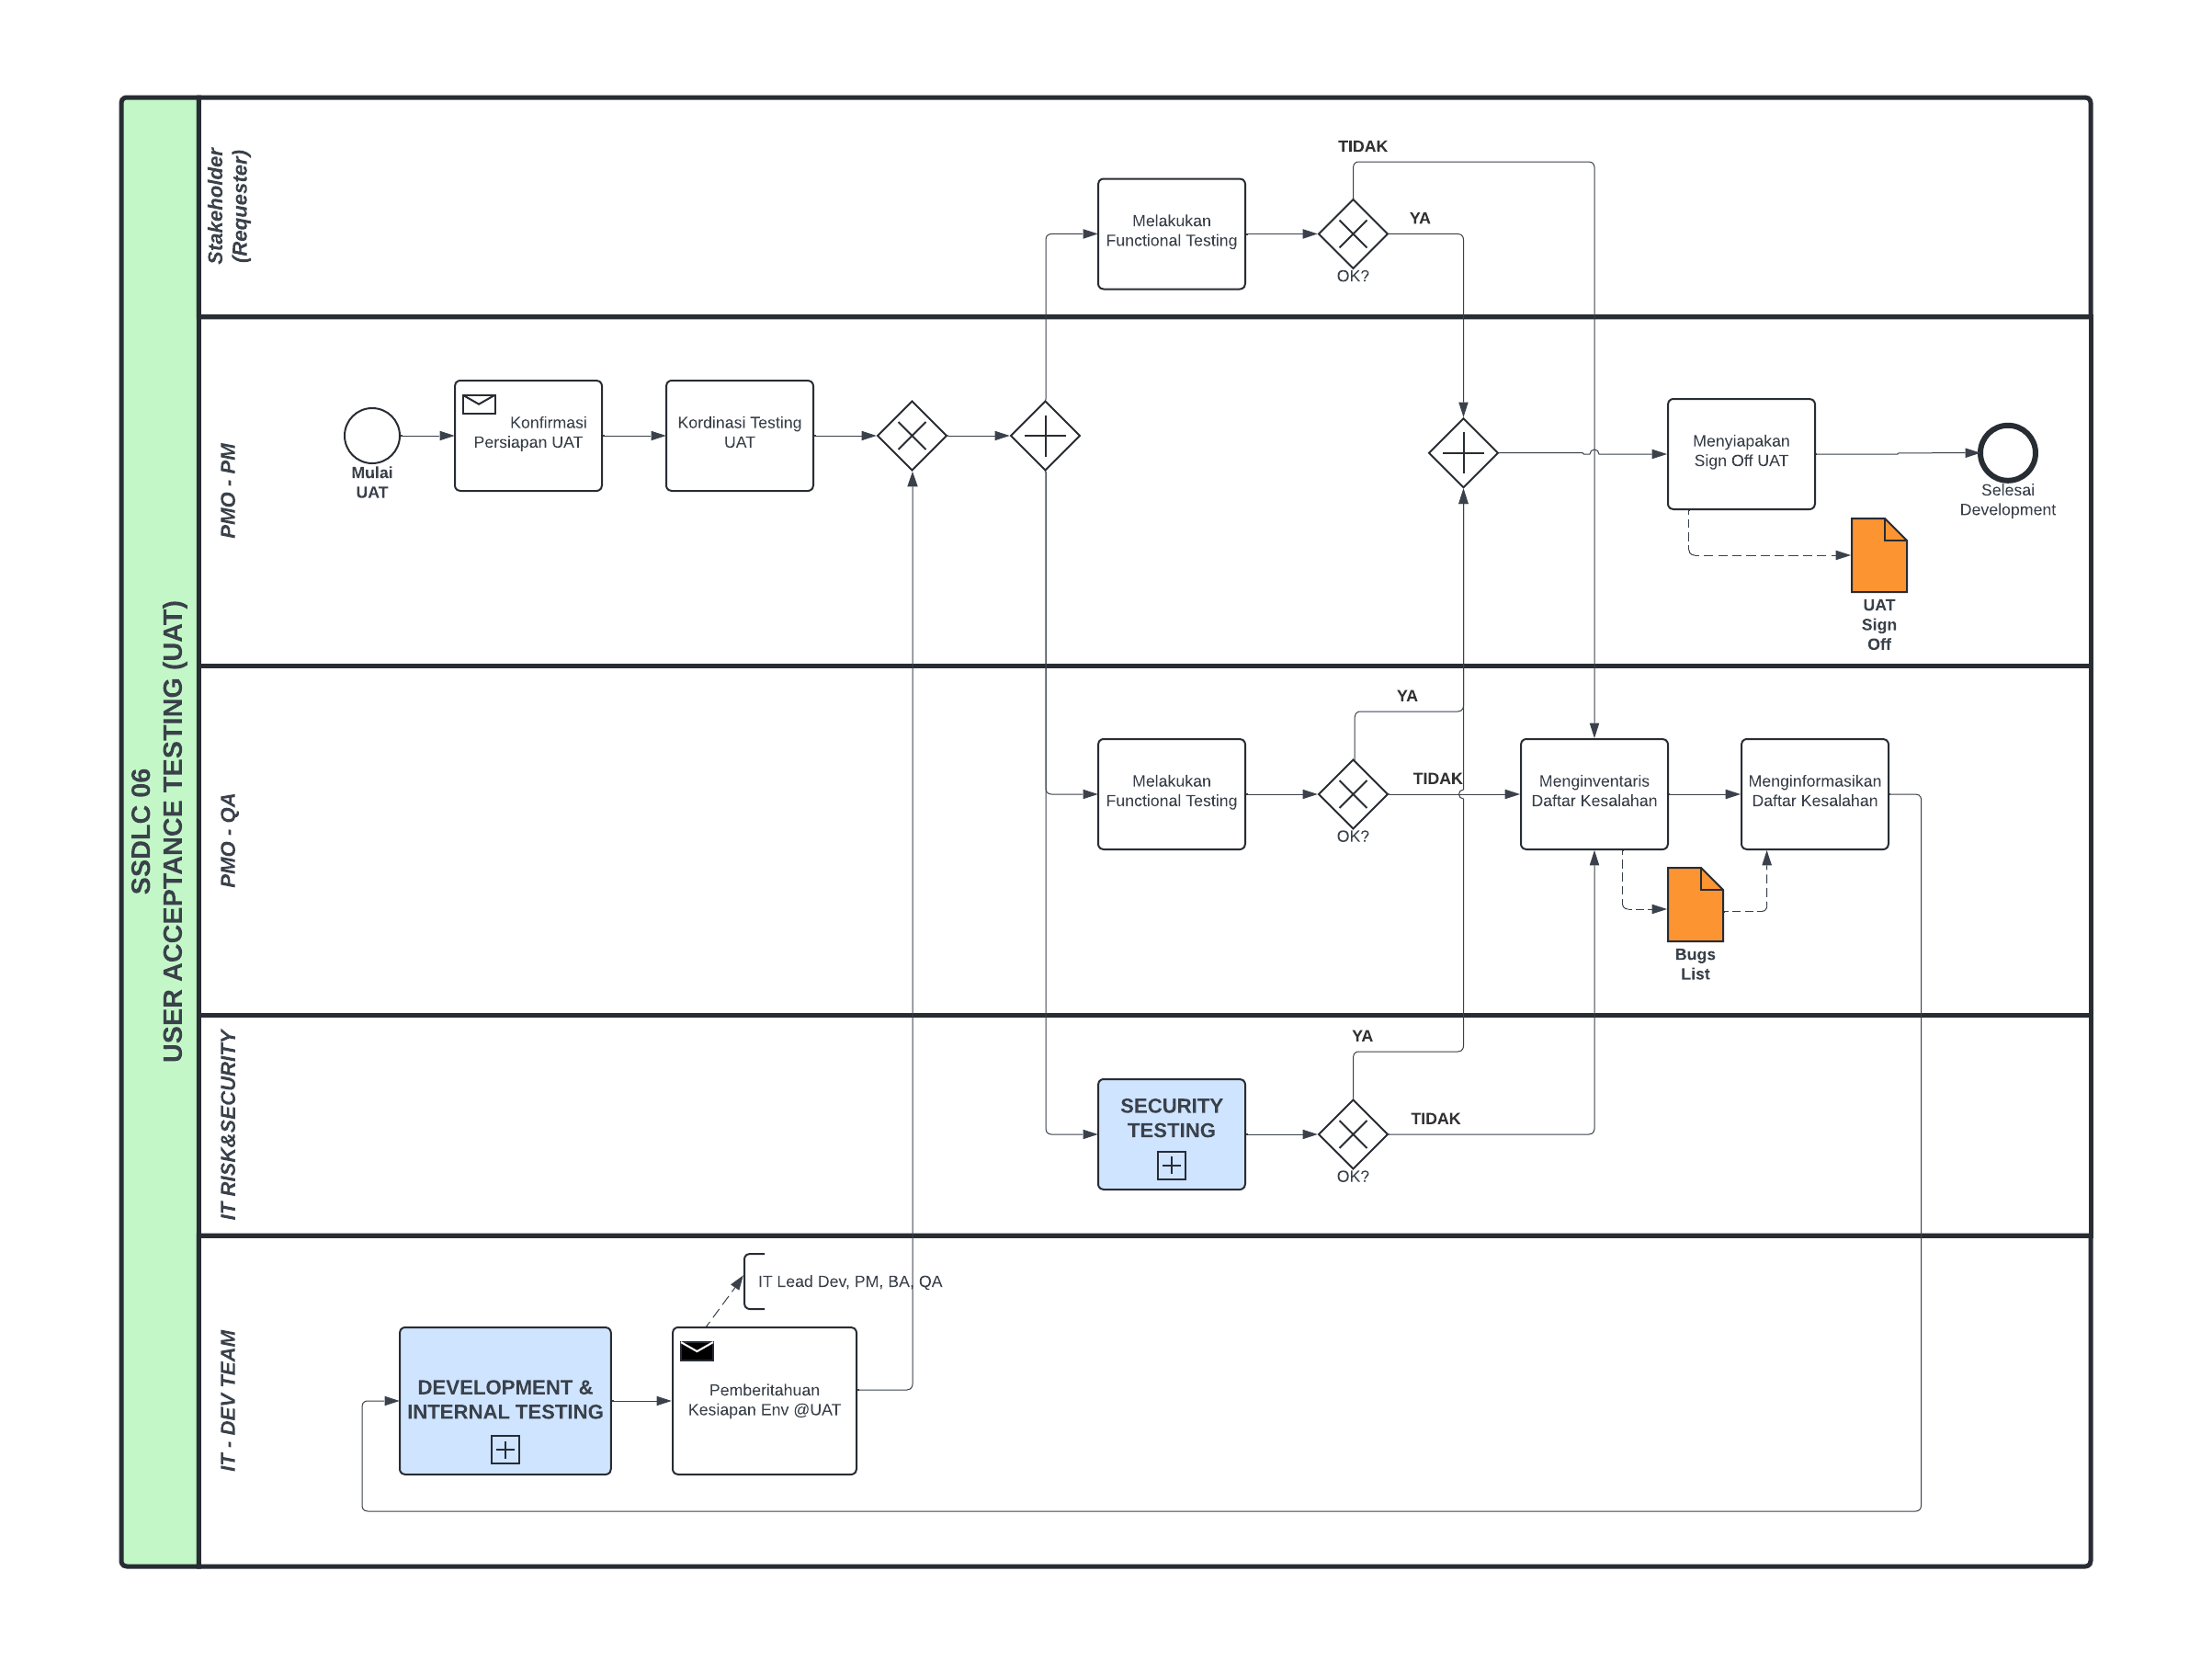 SSDLC 06
USER ACCEPTANCE TESTING (UAT)
Stakeholder
(Requester)
TIDAK
YA
Melakukan
Functional Testing
OK?
PMO - PM
Mulai
UAT
Konfirmasi
Persiapan UAT
Kordinasi Testing
UAT
Menyiapakan
Sign Off UAT
Selesai
Development
UAT
Sign
Off
PMO - QA
YA
Melakukan
Functional Testing
OK?
TIDAK
Menginventaris
Daftar Kesalahan
Menginformasikan
Daftar Kesalahan
Bugs
List
IT RISK&SECURITY
YA
SECURITY
TESTING
OK?
TIDAK
IT - DEV TEAM
IT Lead Dev, PM, BA, QA
DEVELOPMENT &
INTERNAL TESTING
Pemberitahuan
Kesiapan Env @UAT